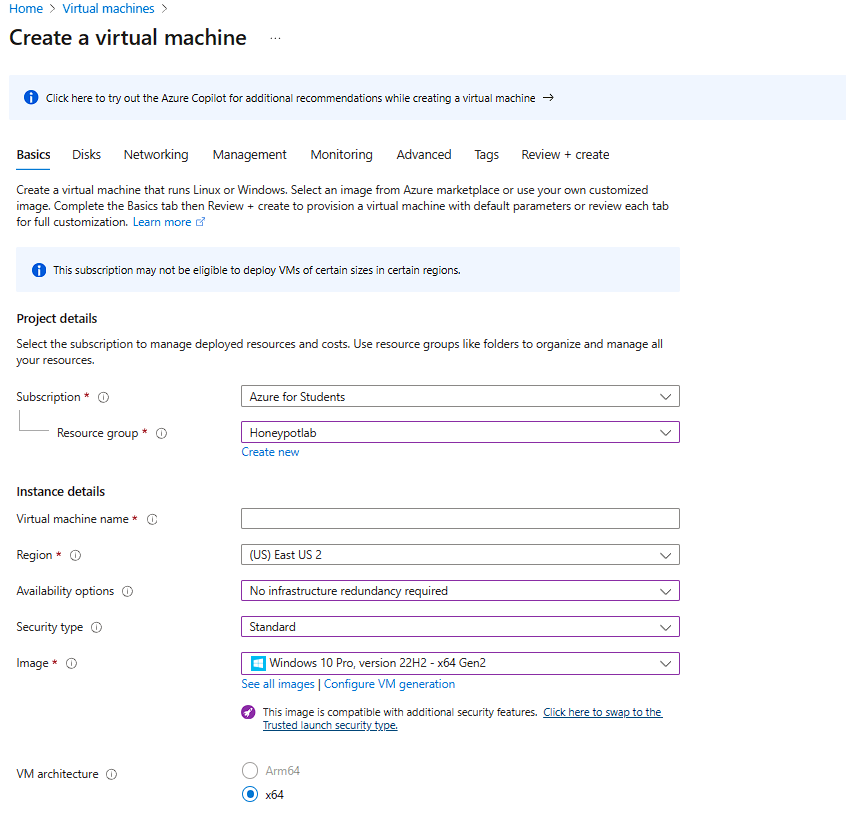 Home > Virtual machines >
Create a virtual machine ...
Click here to try out the Azure Copilot for additional recommendations while creating a virtual machine →
Basics Disks Networking Management Monitoring Advanced Tags Review + create
Create a virtual machine that runs Linux or Windows. Select an image from Azure marketplace or use your own customized
image. Complete the Basics tab then Review + create to provision a virtual machine with default parameters or review each tab
for full customization. Learn more
This subscription may not be eligible to deploy VMs of certain sizes in certain regions.
Project details
Select the subscription to manage deployed resources and costs. Use resource groups like folders to organize and manage all
your resources.
Subscription * Azure for Students
Resource group * Honeypotlab
Create new
Instance details
Virtual machine name *
Region * (US) East US 2
Availability options No infrastructure redundancy required
Security type Standard
Image * Windows 10 Pro, version 22H2 - x64 Gen2
See all images | Configure VM generation
This image is compatible with additional security features. Click here to swap to the
Trusted launch security type.
VM architecture Arm64
x64